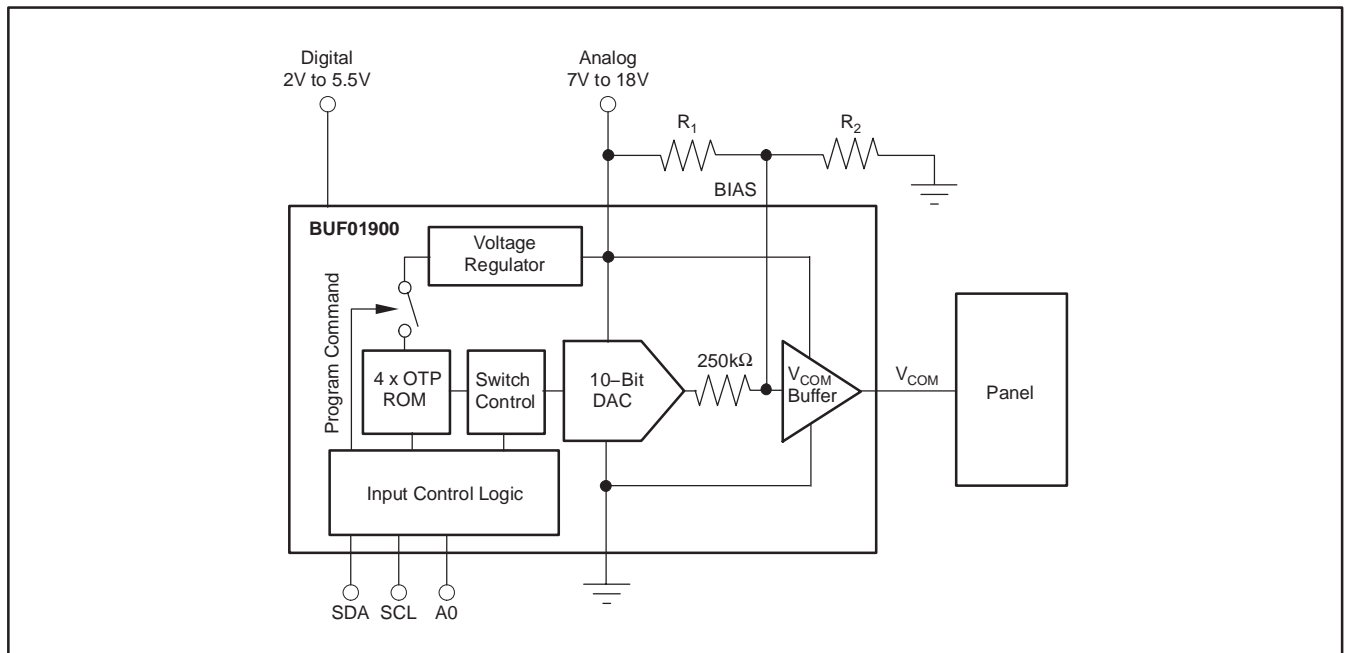 Digital
2V to 5.5V
Analog
7V to 18V
R1
R2
BIAS
BUF01900
Voltage
Regulator
Program Command
4 x OTP
ROM
Switch
Control
10−Bit
DAC
250kΩ
VCOM
Buffer
VCOM
Panel
Input Control Logic
SDA
SCL
A0